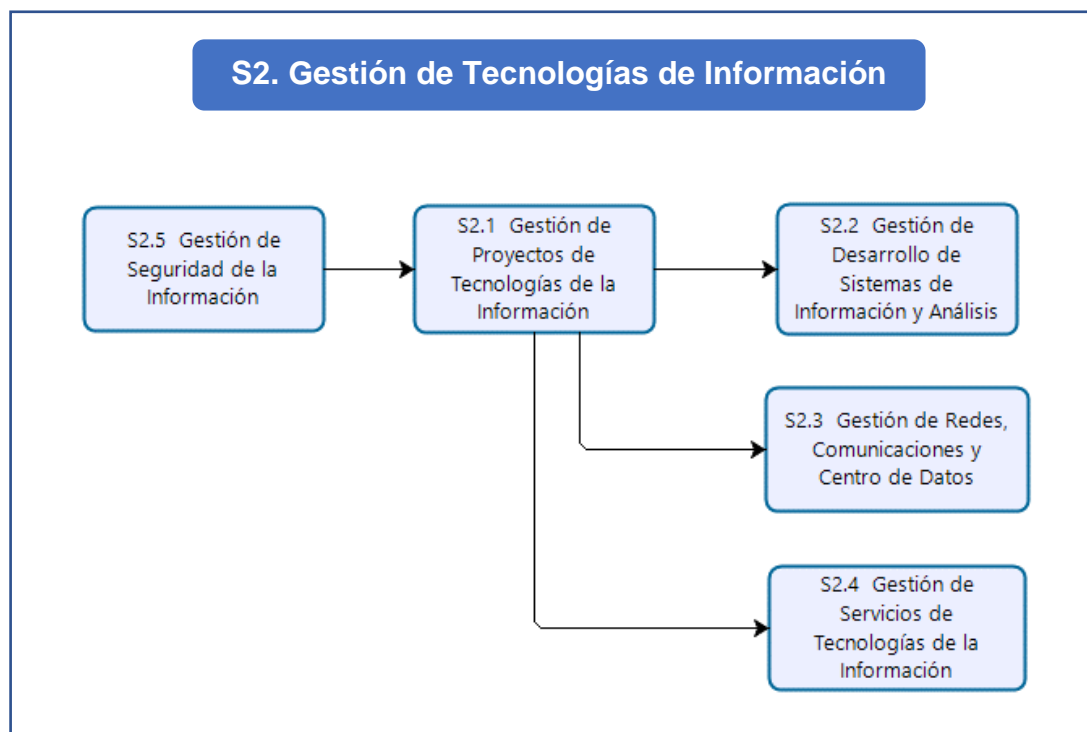 S2. Gestión de Tecnologías de Información
S2.5 Gestión de
Seguridad de la
Información
S2.1 Gestión de
Proyectos de
Tecnologías de la
Información
S2.2 Gestión de
Desarrollo de
Sistemas de
Información y Análisis
S2.3 Gestión de Redes,
Comunicaciones y
Centro de Datos
S2.4 Gestión de
Servicios de
Tecnologías de la
Información